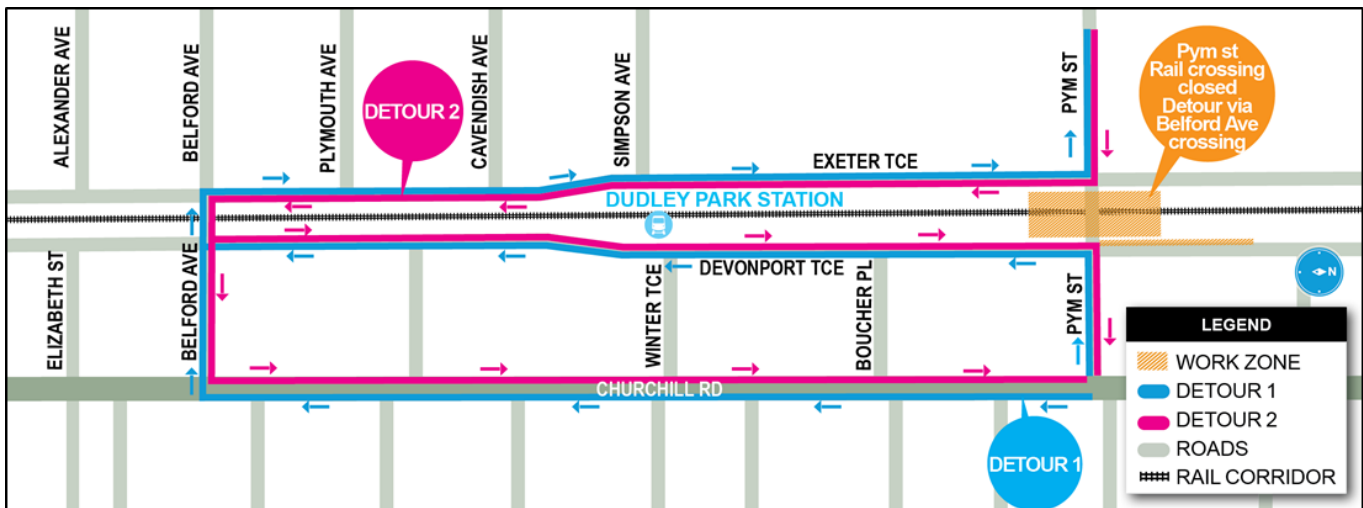 ALEXANDER AVE
BELFORD AVE
PLYMOUTH AVE
DETOUR 2
CAVENDISH AVE
SIMPSON AVE
EXETER TCE
PYM ST
Pym st
Rail crossing
closed
Detour via
Belford Ave
crossing
DUDLEY PARK STATION
ELIZABETH ST
BELFORD AVE
WINTER TCE
DEVONPORT TCE
BOUCHER PL
PYM ST
N
CHURCHILL RD
DETOUR 1
LEGEND
WORK ZONE
DETOUR 1
DETOUR 2
ROADS
RAIL CORRIDOR